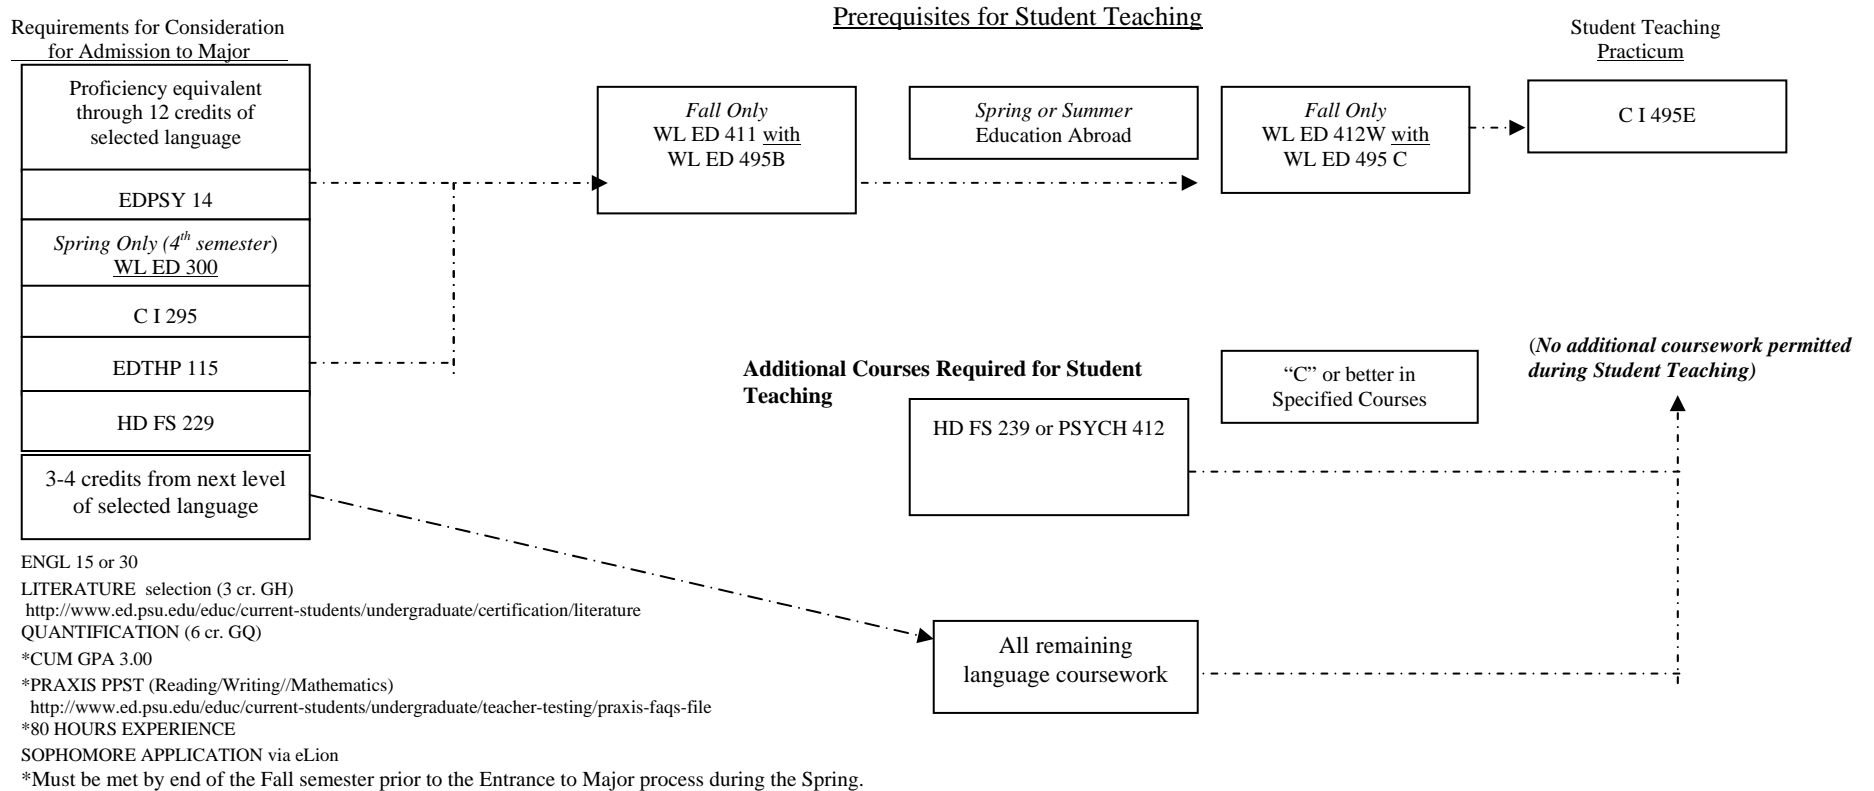 Prerequisites for Student Teaching
Requirements for Consideration
for Admission to Major
Proficiency equivalent
through 12 credits of
selected language
EDPSY 14
Spring Only (4th semester)
WL ED 300
C I 295
EDTHP 115
HD FS 229
3-4 credits from next level
of selected language
Fall Only
WL ED 411 with
WL ED 495B
Spring or Summer
Education Abroad
Fall Only
WL ED 412W with
WL ED 495 C
Student Teaching
Practicum
C I 495E
Additional Courses Required for Student
Teaching
HD FS 239 or PSYCH 412
“C” or better in
Specified Courses
(No additional coursework permitted
during Student Teaching)
All remaining
language coursework
ENGL 15 or 30
LITERATURE selection (3 cr. GH)
http://www.ed.psu.edu/educ/current-students/undergraduate/certification/literature
QUANTIFICATION (6 cr. GQ)
*CUM GPA 3.00
*PRAXIS PPST (Reading/Writing//Mathematics)
http://www.ed.psu.edu/educ/current-students/undergraduate/teacher-testing/praxis-faqs-file
*80 HOURS EXPERIENCE
SOPHOMORE APPLICATION via eLion
*Must be met by end of the Fall semester prior to the Entrance to Major process during the Spring.